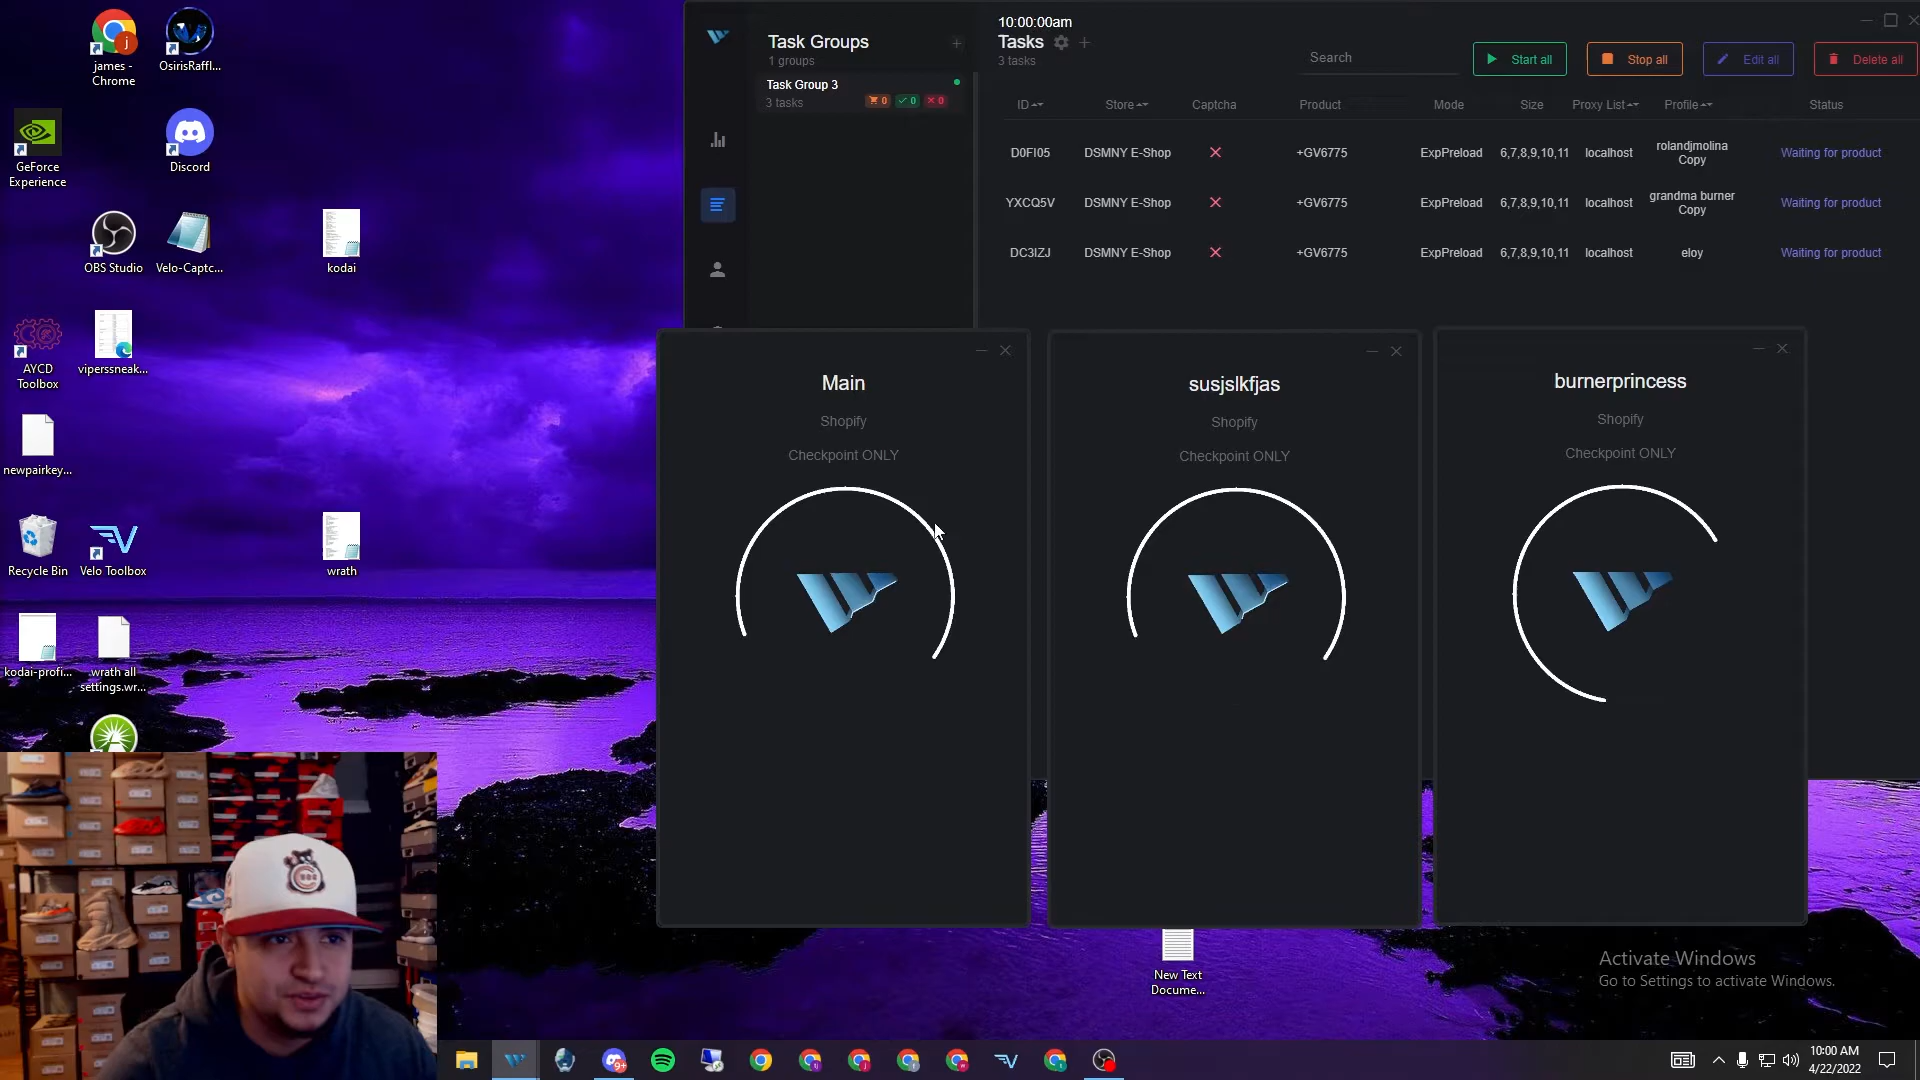 james -
Chrome
OsirisRaffl...
GeForce
Experience
Discord
OBS Studio
Velo-Captc...
kodai
AYCD
Toolbox
viperssneak...
newpairkey...
Recycle Bin
Velo Toolbox
wrath
kodai-profi...
wrath all
settings.wr...
New Text
Docume...
Task Groups
1 groups
Task Group 3
3 tasks
0
0
0
10:00:00am
Tasks
3 tasks
Search
Start all
Stop all
Edit all
Delete all
ID Store Captcha Product Mode Size Proxy List Profile Status
D0FI05 DSMNY E-Shop +GV6775 ExpPreload 6,7,8,9,10,11 localhost rolandjmolina Copy Waiting for product
YXCQ5V DSMNY E-Shop +GV6775 ExpPreload 6,7,8,9,10,11 localhost grandma burner Copy Waiting for product
DC3IZJ DSMNY E-Shop +GV6775 ExpPreload 6,7,8,9,10,11 localhost eloy Waiting for product
Main
Shopify
Checkpoint ONLY
susjslkfjas
Shopify
Checkpoint ONLY
burnerprincess
Shopify
Checkpoint ONLY
Activate Windows
Go to Settings to activate Windows.
9+
10:00 AM
4/22/2022